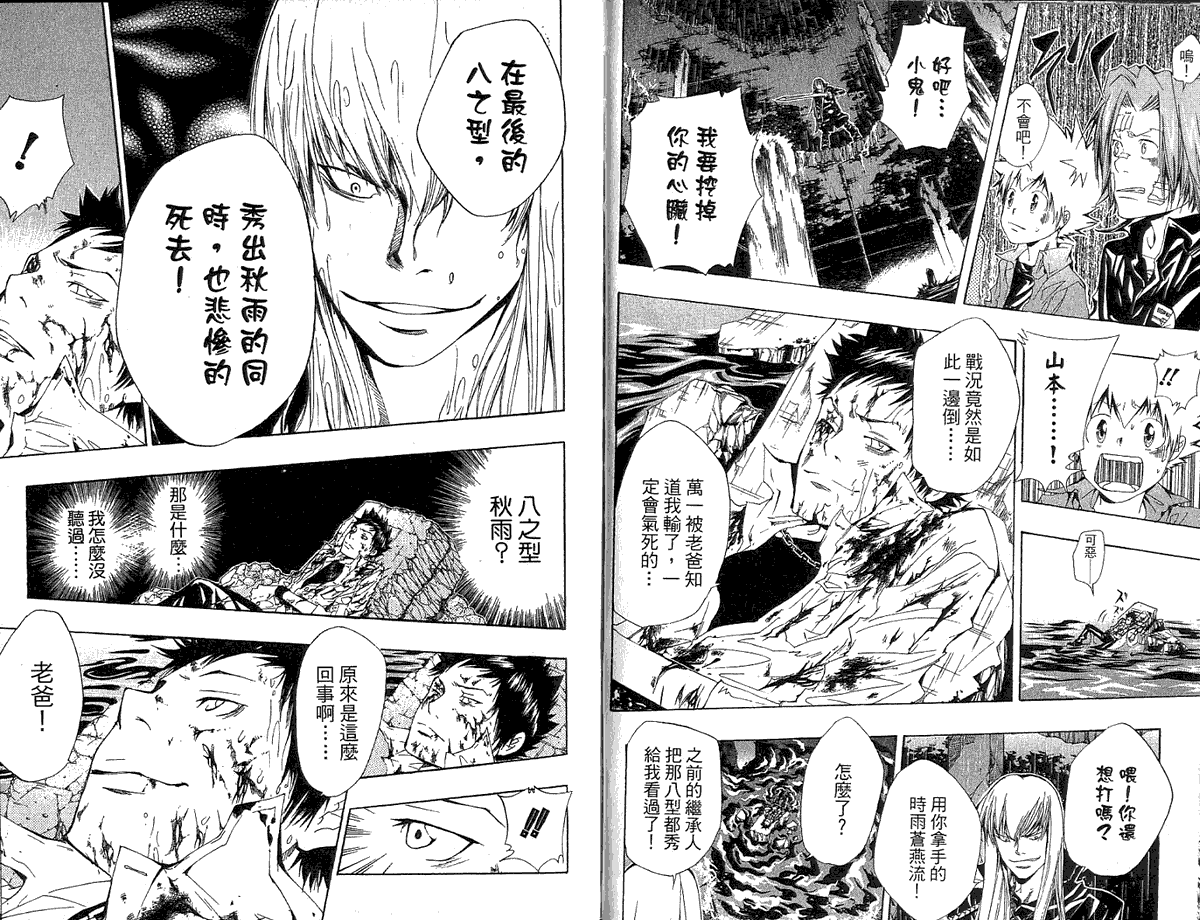 嗚！
不會吧！
好吧…
小鬼！
我要挖掉
你的心臟！
!!
山本………！
可惡
戰況竟然是如
此一邊倒……
萬一被老爸知
道我輸了，一
定會氣死的…
喂！你還
想打嗎？
用你拿手的
時雨蒼燕流！
怎麼了？
之前的繼承人
把那八型都秀
給我看過了！
在最後的
八之型，
秀出秋雨的同
時，也悲慘的
死去！
！
八之型
秋雨？
那是什麼…
我怎麼沒
聽過……
原來是這麼
回事啊……
!!!
老爸！